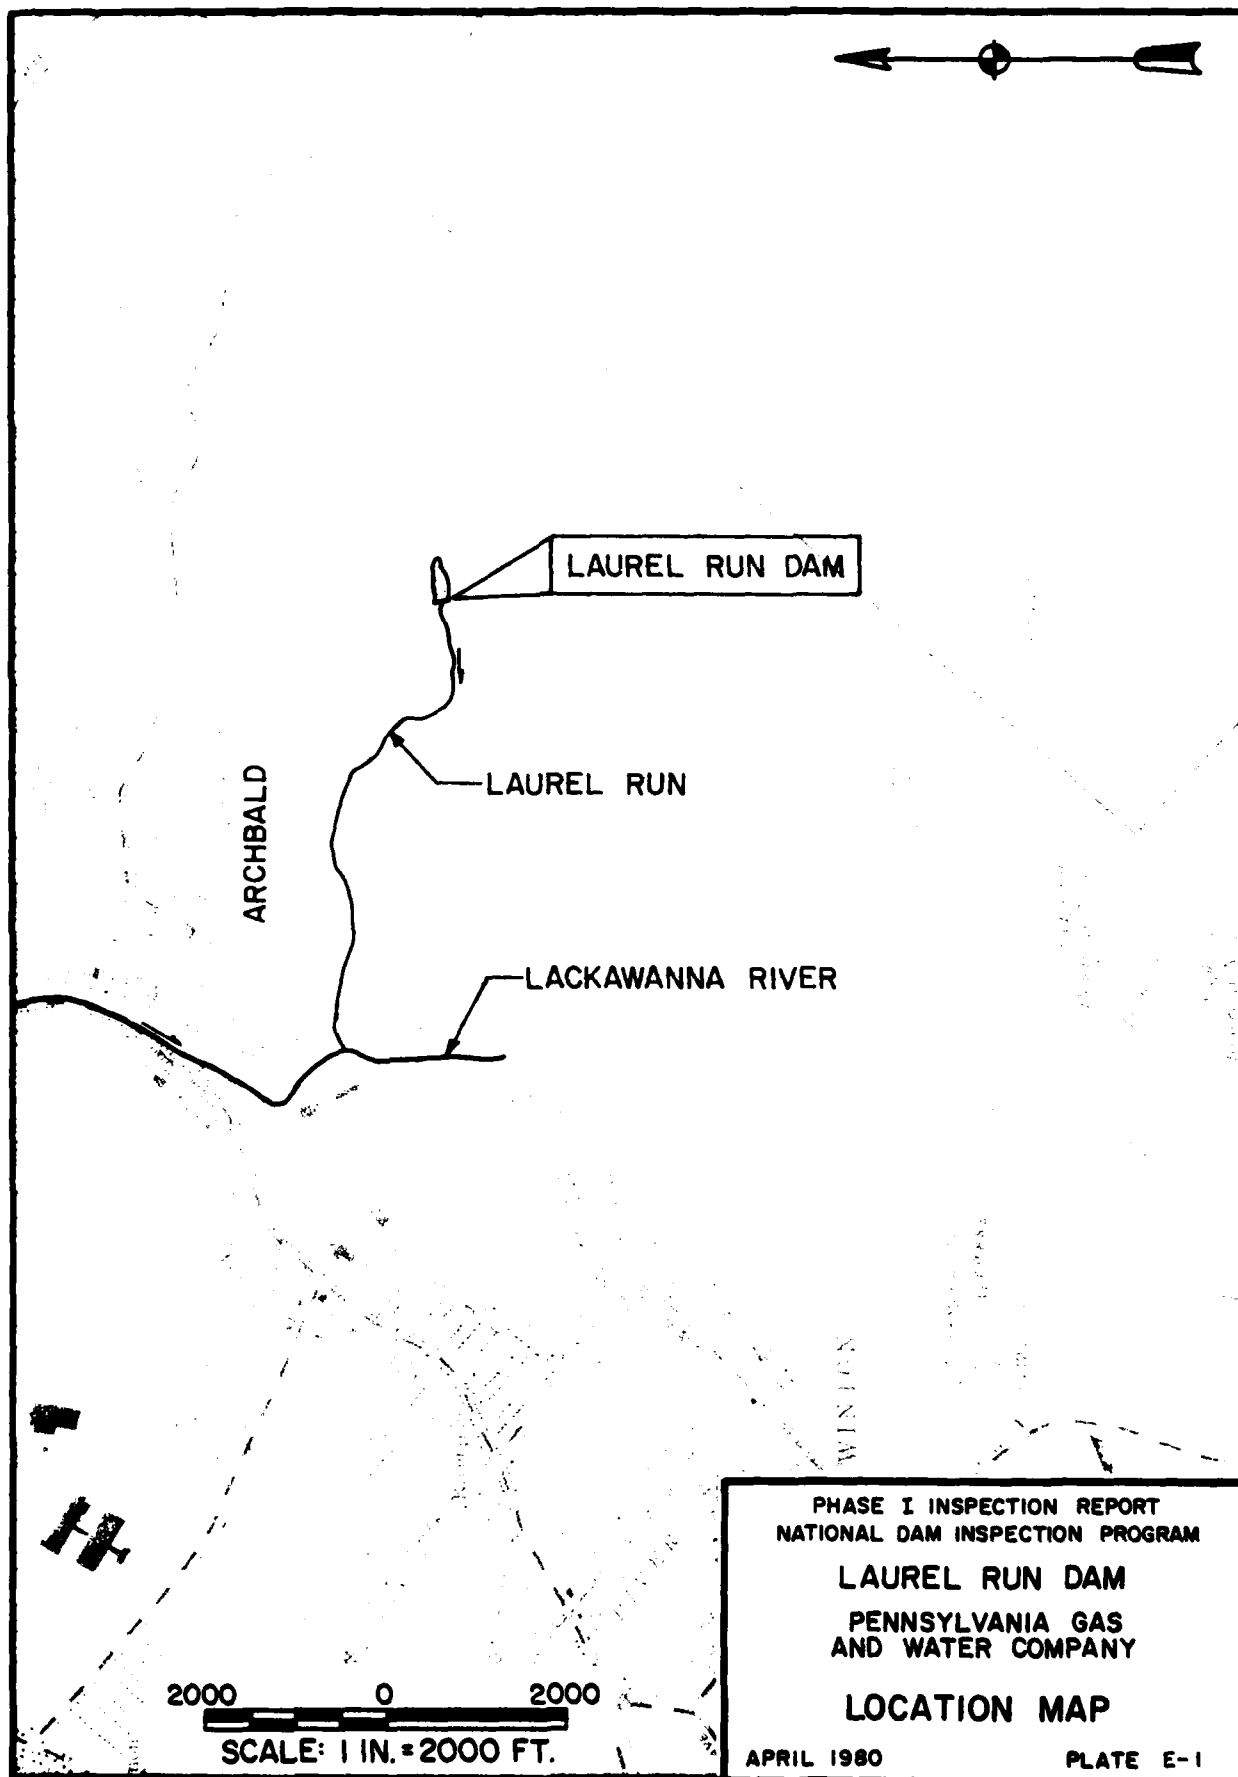 LAUREL RUN DAM
LAUREL RUN
ARCHBALD
LACKAWANNA RIVER
WINTON
2000 0 2000
SCALE: 1 IN. = 2000 FT.
PHASE I INSPECTION REPORT
NATIONAL DAM INSPECTION PROGRAM
LAUREL RUN DAM
PENNSYLVANIA GAS
AND WATER COMPANY
LOCATION MAP
APRIL 1980 PLATE E-1